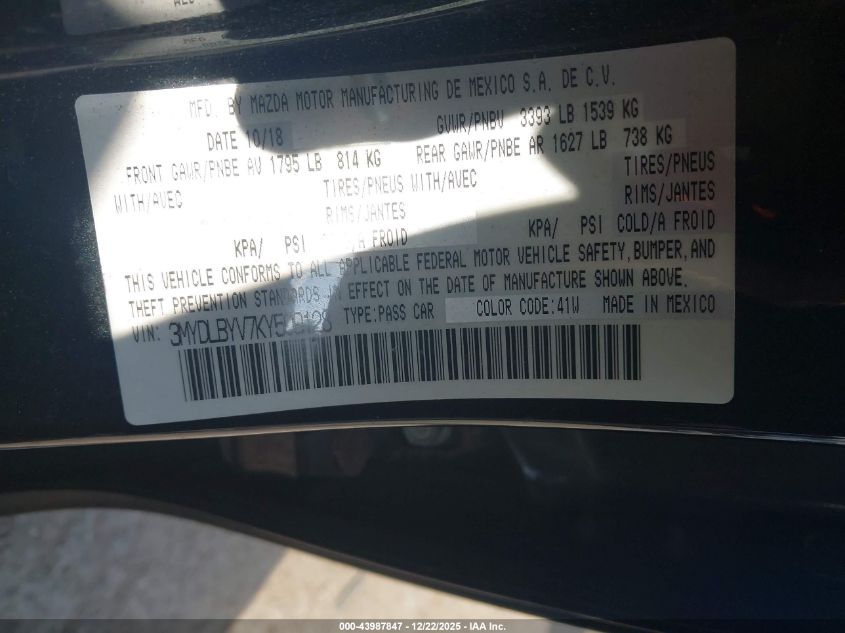 MFD. BY MAZDA MOTOR MANUFACTURING DE MEXICO S.A. DE C.V.
DATE 10/18 GVWR/PNBV 3393 LB 1539 KG
FRONT GAWR/PNBE AV 1795 LB 814 KG REAR GAWR/PNBE AR 1627 LB 738 KG
WITH/AVEC TIRES/PNEUS WITH/AVEC TIRES/PNEUS
RIMS/JANTES RIMS/JANTES
KPA/ PSI FROID KPA/ PSI COLD/A FROID
THIS VEHICLE CONFORMS TO ALL APPLICABLE FEDERAL MOTOR VEHICLE SAFETY, BUMPER, AND
THEFT PREVENTION STANDARDS IN EFFECT ON THE DATE OF MANUFACTURE SHOWN ABOVE.
VIN: TYPE:PASS CAR COLOR CODE:41W MADE IN MEXICO
000-43987847 - 12/22/2025 - IAA Inc.